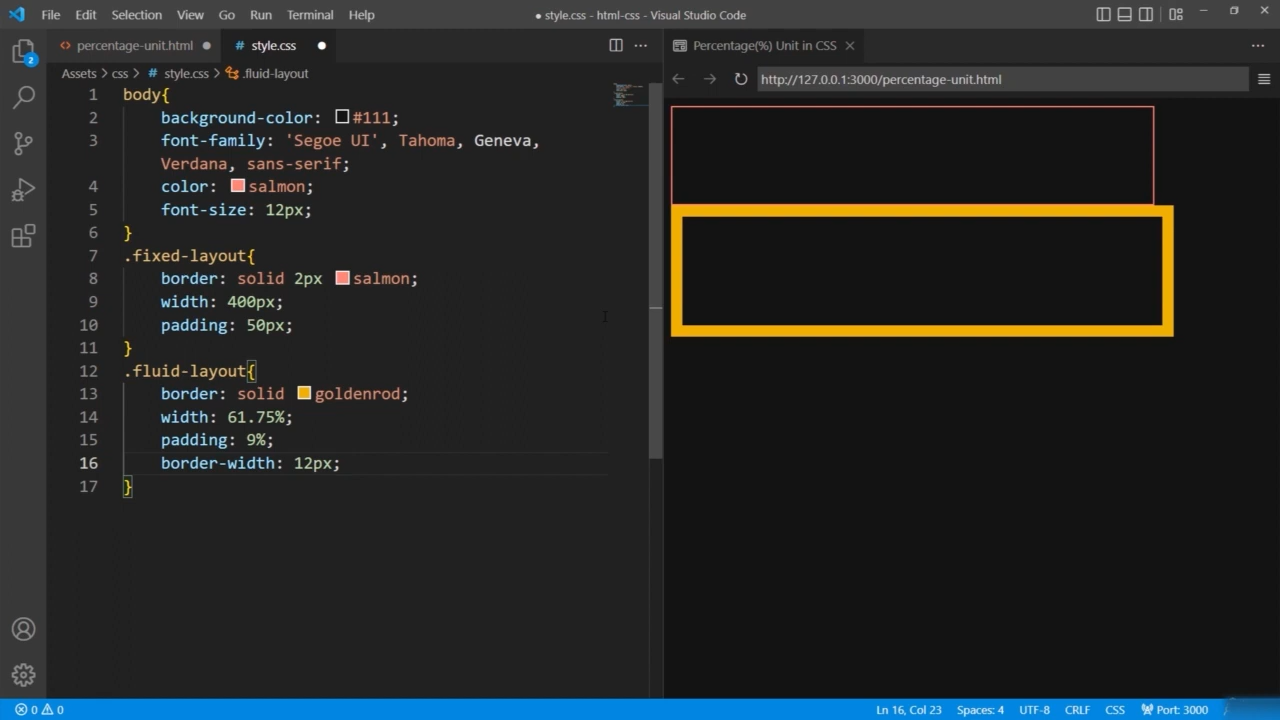 File Edit Selection View Go Run Terminal Help
● style.css - html-css - Visual Studio Code
percentage-unit.html
# style.css
Percentage(%) Unit in CSS
Assets > css > # style.css > .fluid-layout
http://127.0.0.1:3000/percentage-unit.html
2
1 body{
2 background-color: #111;
3 font-family: 'Segoe UI', Tahoma, Geneva,
Verdana, sans-serif;
4 color: salmon;
5 font-size: 12px;
6 }
7 .fixed-layout{
8 border: solid 2px salmon;
9 width: 400px;
10 padding: 50px;
11 }
12 .fluid-layout{
13 border: solid goldenrod;
14 width: 61.75%;
15 padding: 9%;
16 border-width: 12px;
17 }
0 0
Ln 16, Col 23 Spaces: 4 UTF-8 CRLF CSS Port: 3000